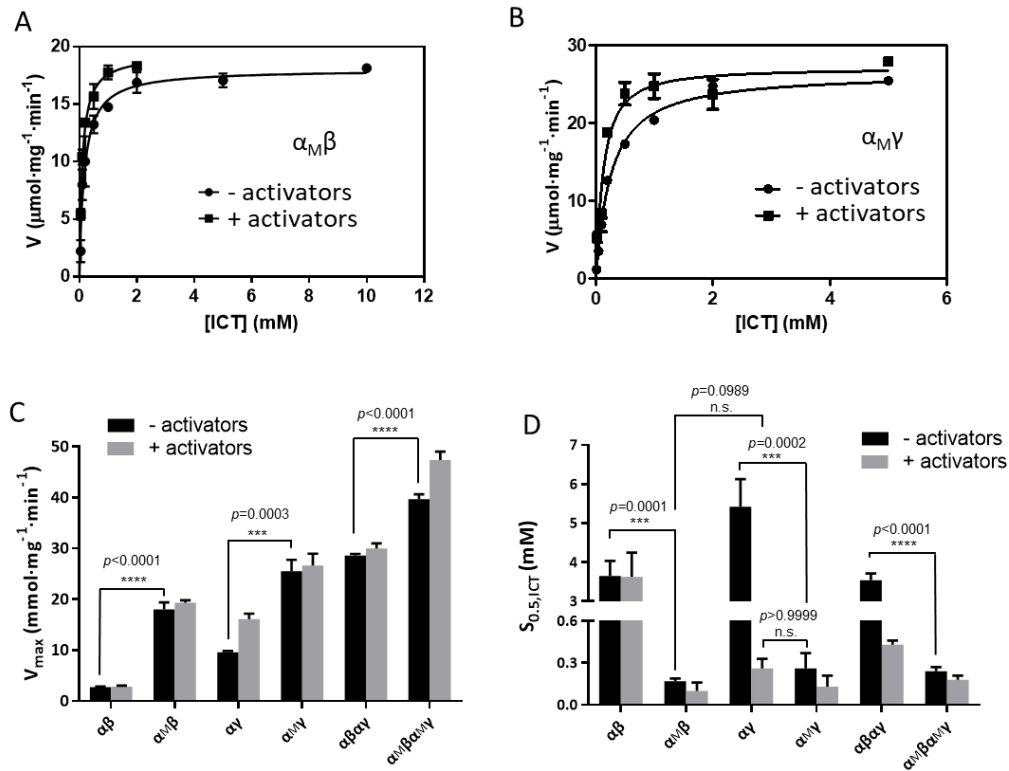 A
20
15
10
5
0
V (µmol·mg⁻¹·min⁻¹)
αMβ
- activators
+ activators
0 2 4 6 8 10 12
[ICT] (mM)
B
30
20
10
0
V (µmol·mg⁻¹·min⁻¹)
αMγ
- activators
+ activators
0 2 4 6
[ICT] (mM)
C
- activators
+ activators
p<0.0001
****
p=0.0003
***
p<0.0001
****
50
40
30
20
10
0
Vmax (mmol·mg⁻¹·min⁻¹)
αβ αMβ αγ αMγ αβαγ αMβαMγ
D
- activators
+ activators
p=0.0989
n.s.
p=0.0002
***
p=0.0001
***
p<0.0001
****
p>0.9999
n.s.
7
6
5
4
3
0.6
0.3
0.0
S0.5,ICT (mM)
αβ αMβ αγ αMγ αβαγ αMβαMγ